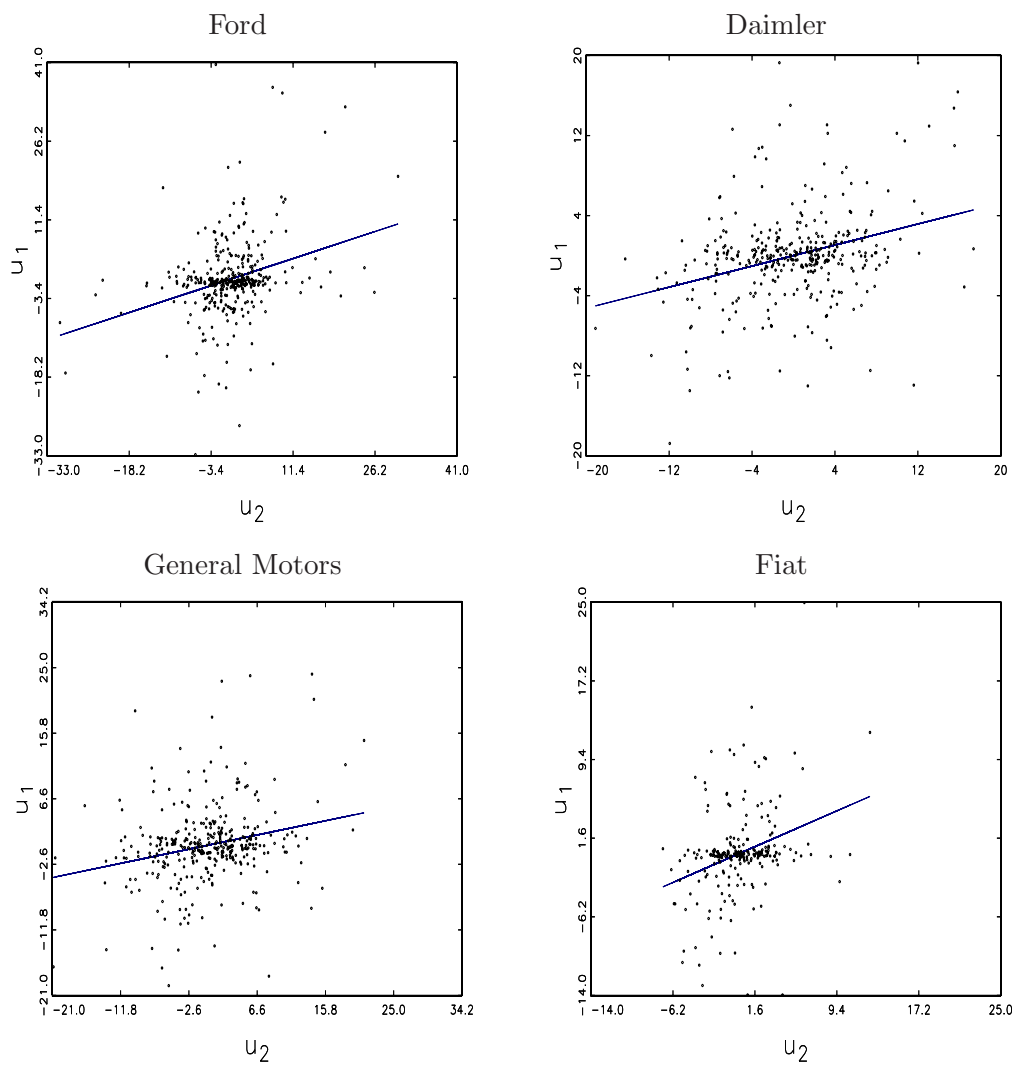 Ford
41.0
26.2
11.4
-3.4
-18.2
-33.0
u1
-33.0 -18.2 -3.4 11.4 26.2 41.0
u2
Daimler
20
12
4
-4
-12
-20
u1
-20 -12 -4 4 12 20
u2
General Motors
34.2
25.0
15.8
6.6
-2.6
-11.8
-21.0
u1
-21.0 -11.8 -2.6 6.6 15.8 25.0 34.2
u2
Fiat
25.0
17.2
9.4
1.6
-6.2
-14.0
u1
-14.0 -6.2 1.6 9.4 17.2 25.0
u2